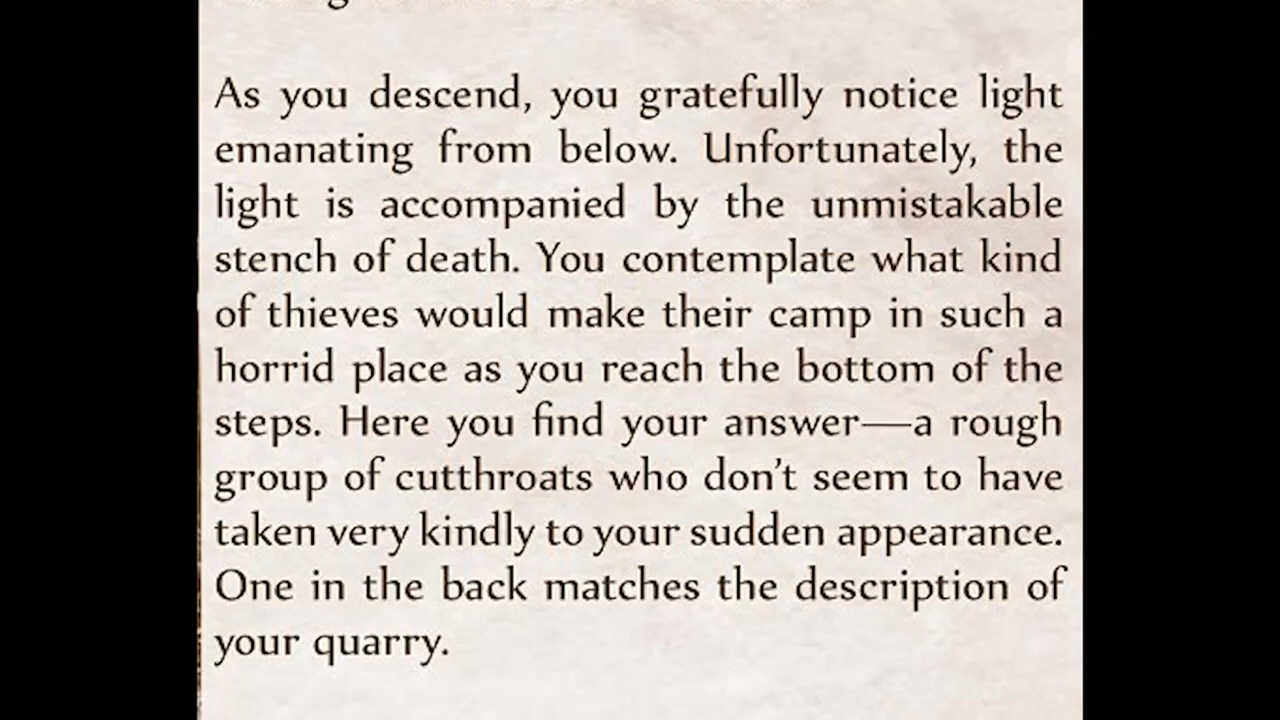 As you descend, you gratefully notice light
emanating from below. Unfortunately, the
light is accompanied by the unmistakable
stench of death. You contemplate what kind
of thieves would make their camp in such a
horrid place as you reach the bottom of the
steps. Here you find your answer—a rough
group of cutthroats who don’t seem to have
taken very kindly to your sudden appearance.
One in the back matches the description of
your quarry.